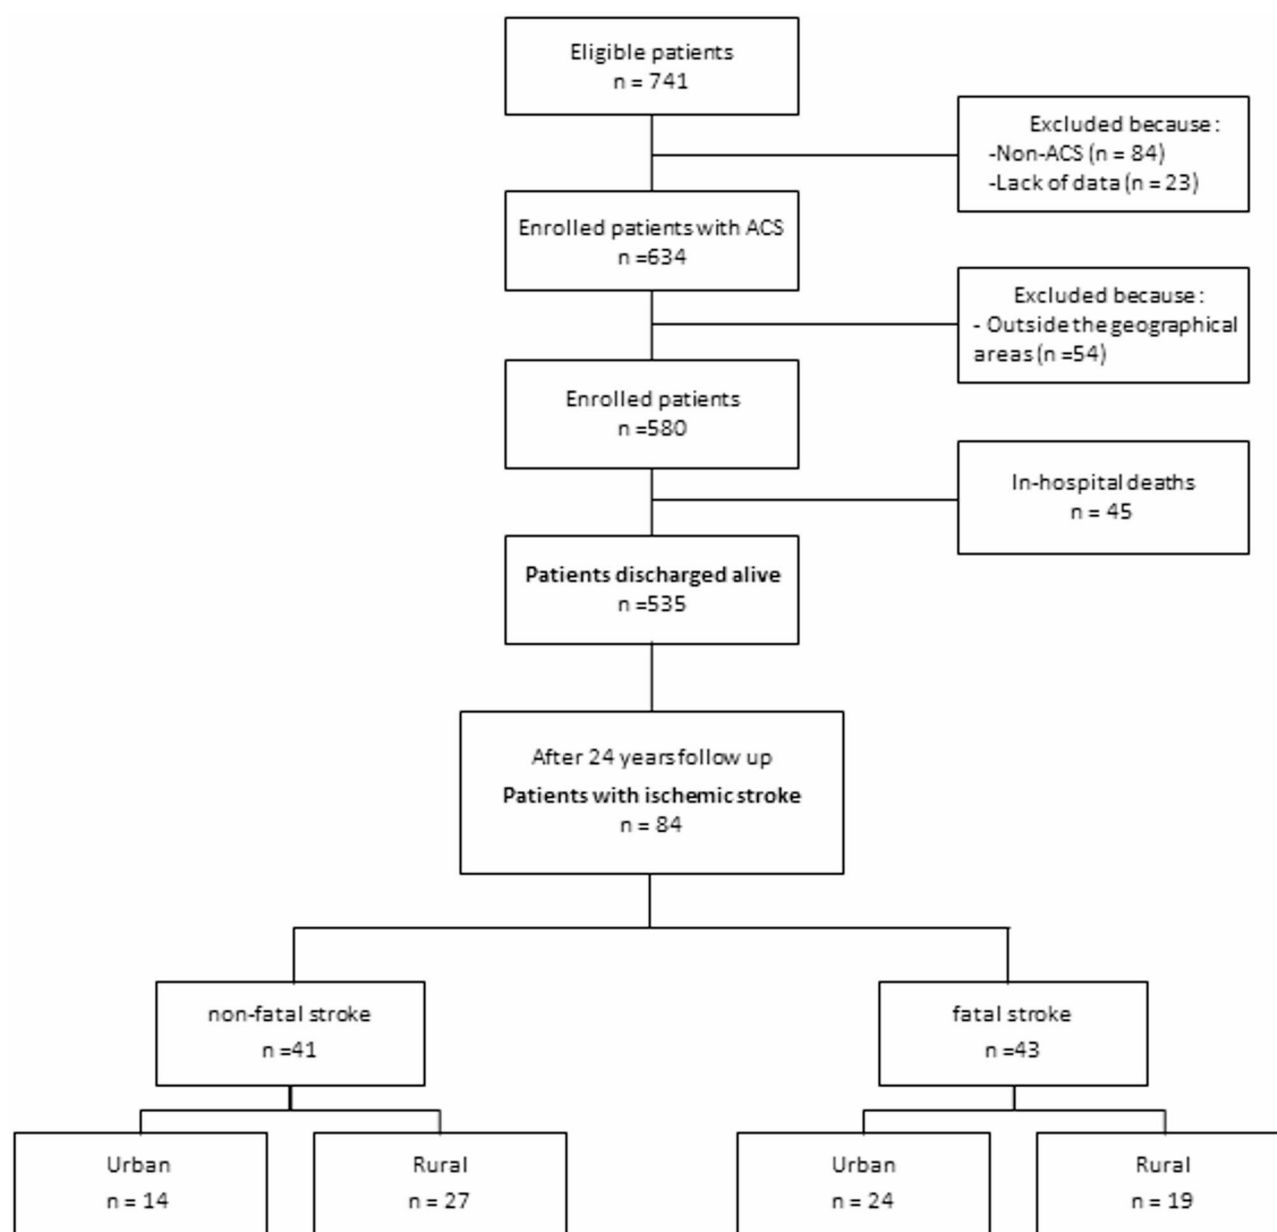 Eligible patients
n = 741
Excluded because :
-Non-ACS (n = 84)
-Lack of data (n = 23)
Enrolled patients with ACS
n =634
Excluded because :
- Outside the geographical
areas (n =54)
Enrolled patients
n =580
In-hospital deaths
n = 45
Patients discharged alive
n =535
After 24 years follow up
Patients with ischemic stroke
n = 84
non-fatal stroke
n =41
fatal stroke
n =43
Urban
n = 14
Rural
n = 27
Urban
n = 24
Rural
n = 19